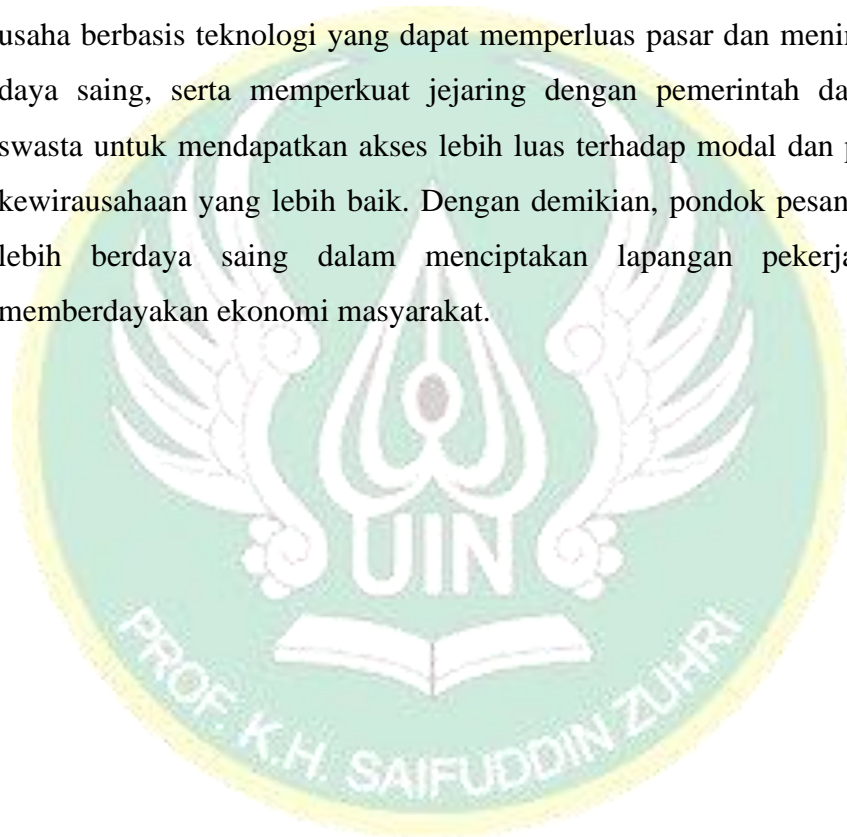 usaha berbasis teknologi yang dapat memperluas pasar dan
daya saing, serta memperkuat jejaring dengan pemerintah
swasta untuk mendapatkan akses lebih luas terhadap modal dan
kewirausahaan yang lebih baik. Dengan demikian, pondok
lebih berdaya saing dalam menciptakan lapangan
memberdayakan ekonomi masyarakat.
UIN
PROF. K.H. SAIFUDDIN ZUHRI